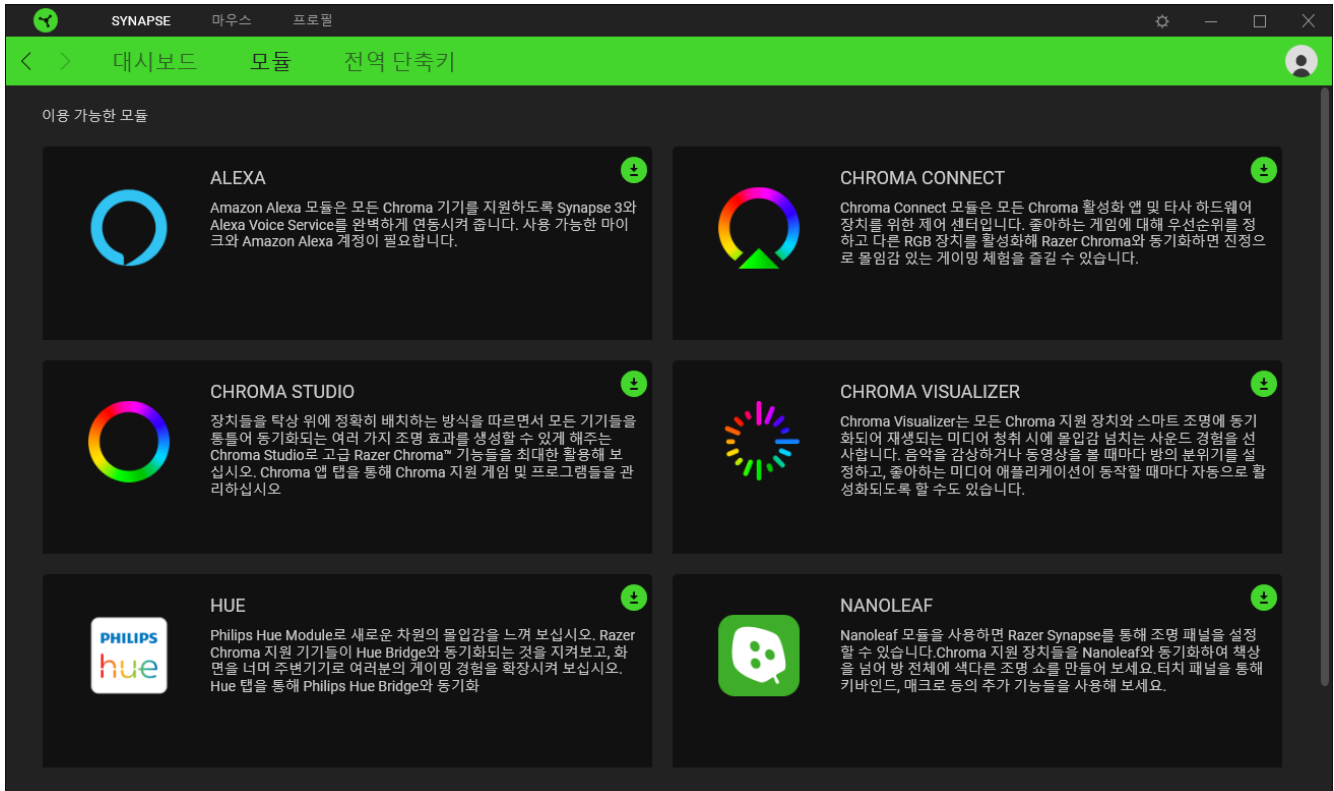 SYNAPSE 마우스 프로필
대시보드 모듈 전역 단축키
이용 가능한 모듈
ALEXA
Amazon Alexa 모듈은 모든 Chroma 기기를 지원하도록 Synapse 3와
Alexa Voice Service를 완벽하게 연동시켜 줍니다. 사용 가능한 마이
크와 Amazon Alexa 계정이 필요합니다.
CHROMA CONNECT
Chroma Connect 모듈은 모든 Chroma 활성화 앱 및 타사 하드웨어
장치를 위한 제어 센터입니다. 좋아하는 게임에 대해 우선순위를 정
하고 다른 RGB 장치를 활성화해 Razer Chroma와 동기화하면 진정으
로 몰임감 있는 게이밍 체험을 즐길 수 있습니다.
CHROMA STUDIO
장치들을 탁상 위에 정확히 배치하는 방식을 따르면서 모든 기기들을
통틀어 동기화되는 여러 가지 조명 효과를 생성할 수 있게 해주는
Chroma Studio로 고급 Razer Chroma™ 기능들을 최대한 활용해 보
십시오. Chroma 앱 탭을 통해 Chroma 지원 게임 및 프로그램들을 관
리하십시오
CHROMA VISUALIZER
Chroma Visualizer는 모든 Chroma 지원 장치와 스마트 조명에 동기
화되어 재생되는 미디어 청취 시에 몰입감 넘치는 사운드 경험을 선
사합니다. 음악을 감상하거나 동영상을 볼 때마다 방의 분위기를 설
정하고, 좋아하는 미디어 애플리케이션이 동작할 때마다 자동으로 활
성화되도록 할 수도 있습니다.
PHILIPS
hue
HUE
Philips Hue Module로 새로운 차원의 몰입감을 느껴 보십시오. Razer
Chroma 지원 기기들이 Hue Bridge와 동기화되는 것을 지켜보고, 화
면을 너머 주변기기로 여러분의 게이밍 경험을 확장시켜 보십시오.
Hue 탭을 통해 Philips Hue Bridge와 동기화
NANOLEAF
Nanoleaf 모듈을 사용하면 Razer Synapse를 통해 조명 패널을 설정
할 수 있습니다.Chroma 지원 장치들을 Nanoleaf와 동기화하여 책상
을 넘어 방 전체에 색다른 조명 쇼를 만들어 보세요.터치 패널을 통해
키바인드, 매크로 등의 추가 기능들을 사용해 보세요.